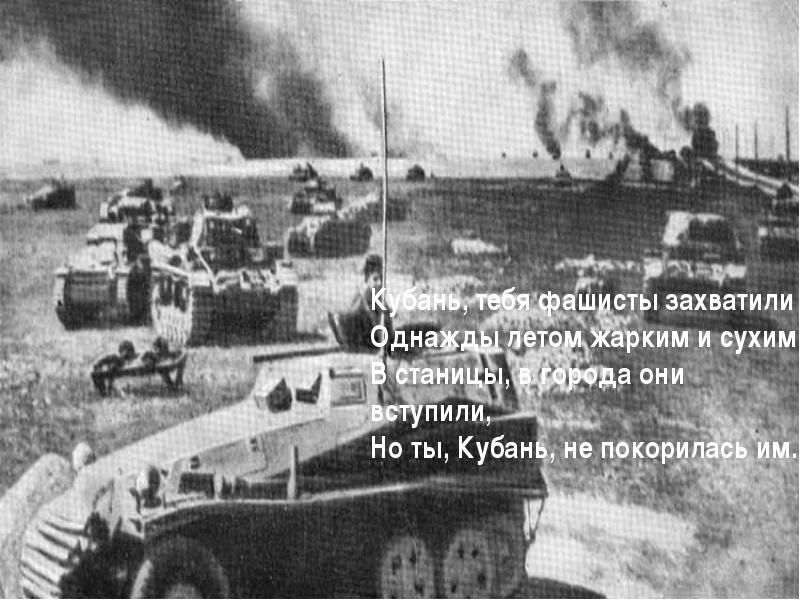 Кубань, тебя фашисты захватили
Однажды летом жарким и сухим
В станицы, в города они
вступили,
Но ты, Кубань, не покорилась им.